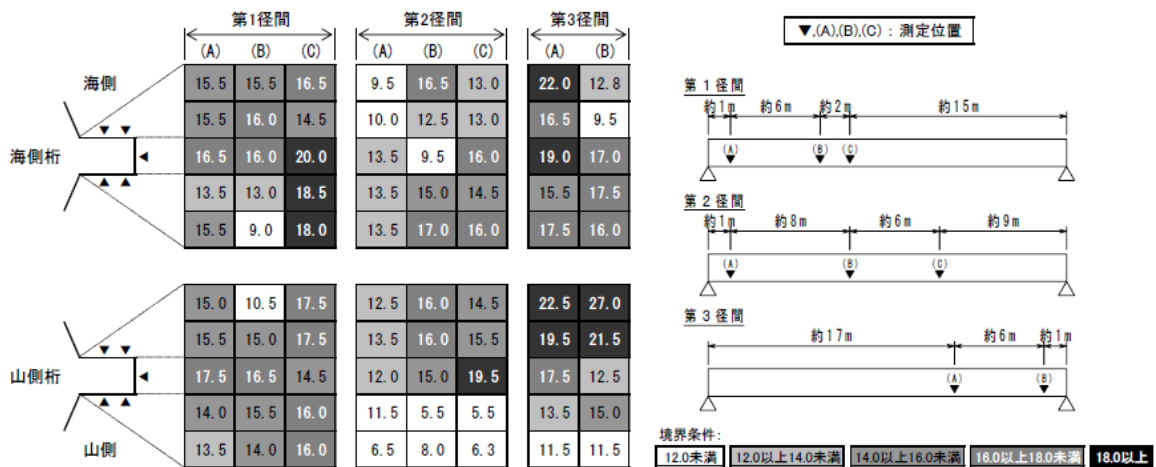 第1径間 第2径間 第3径間
(A) (B) (C) (A) (B) (C) (A) (B)
海側 15.5 15.5 16.5 9.5 16.5 13.0 22.0 12.8
15.5 16.0 14.5 10.0 12.5 13.0 16.5 9.5
海側桁 16.5 16.0 20.0 13.5 9.5 16.0 19.0 17.0
13.5 13.0 18.5 13.5 15.0 14.5 15.5 17.5
15.5 9.0 18.0 13.5 17.0 16.0 17.5 16.0
15.0 10.5 17.5 12.5 16.0 14.5 22.5 27.0
15.5 15.0 17.5 13.5 16.0 15.5 19.5 21.5
山側桁 17.5 16.5 14.5 12.0 15.0 19.5 17.5 12.5
14.0 15.5 16.0 11.5 5.5 5.5 13.5 15.0
山側 13.5 14.0 16.0 6.5 8.0 6.3 11.5 11.5
▼,(A),(B),(C) : 測定位置
第1径間
約1m 約6m 約2m 約15m
(A) (B) (C)
第2径間
約1m 約8m 約6m 約9m
(A) (B) (C)
第3径間
約17m 約6m 約1m
(A) (B)
境界条件:
12.0未満 12.0以上14.0未満 14.0以上16.0未満 16.0以上18.0未満 18.0以上